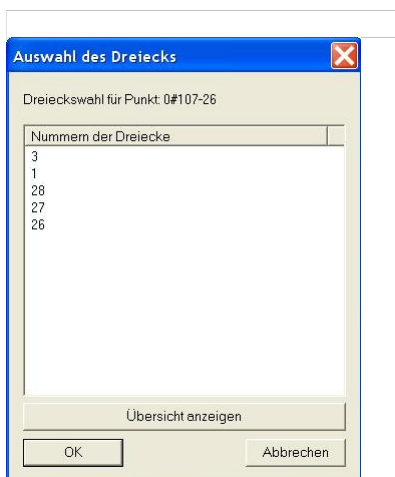 Auswahl des Dreiecks
Dreieckswahl für Punkt: 0#107-26
Nummern der Dreiecke
3
1
28
27
26
Übersicht anzeigen
OK
Abbrechen